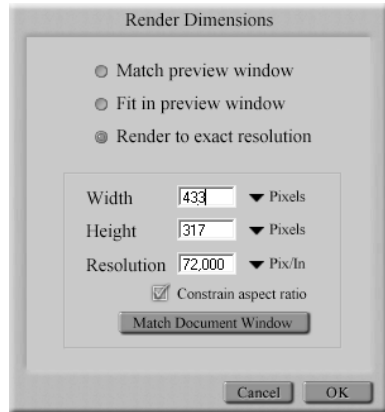 Render Dimensions
Match preview window
Fit in preview window
Render to exact resolution
Width 433 Pixels
Height 317 Pixels
Resolution 72,000 Pix/In
Constrain aspect ratio
Match Document Window
Cancel OK